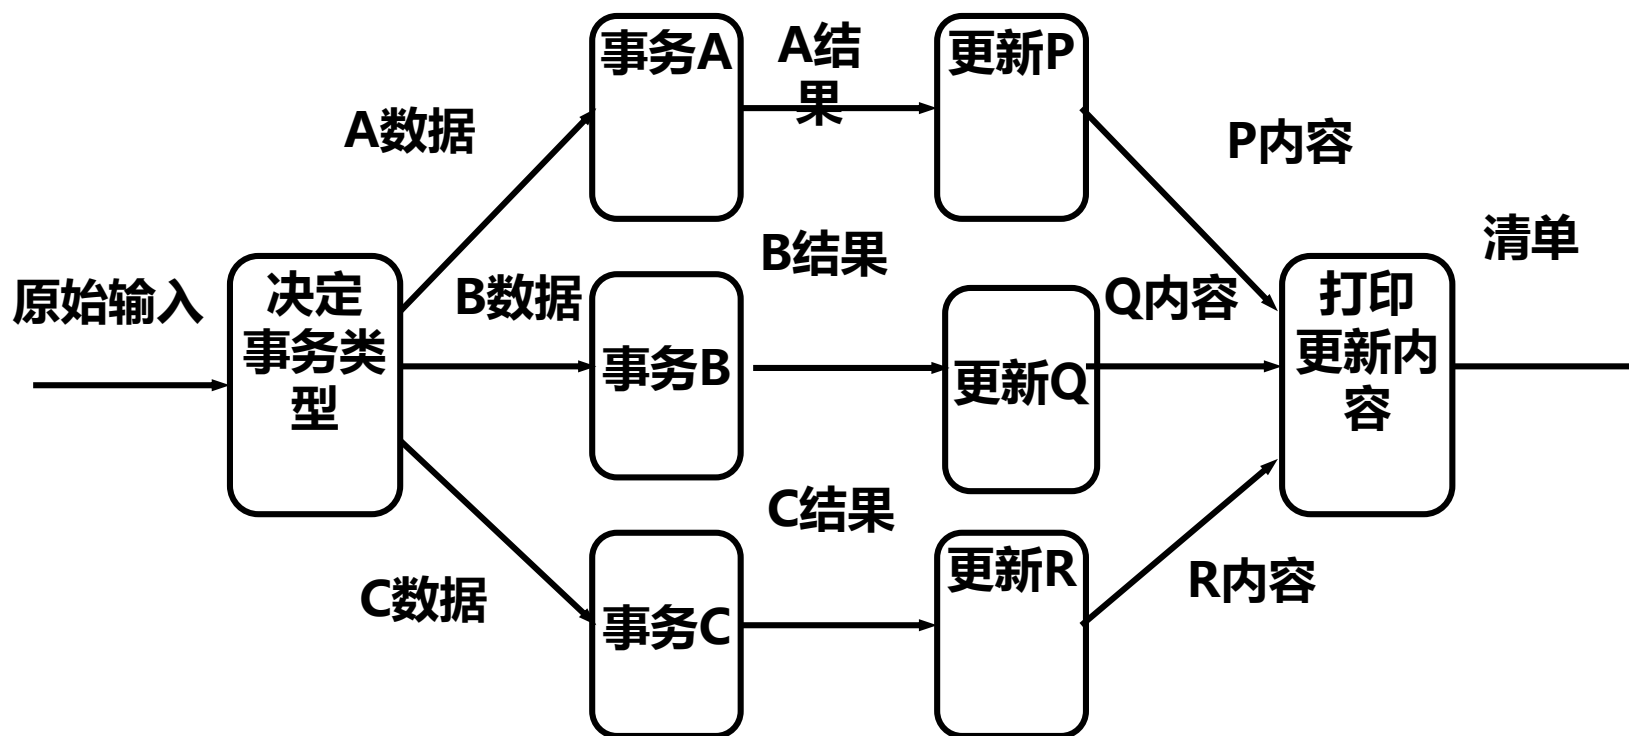 事务A
A结
果
更新P
A数据
P内容
清单
B结果
原始输入
决定
事务类
型
B数据
事务B
更新Q
Q内容
打印
更新内
容
C结果
C数据
事务C
更新R
R内容